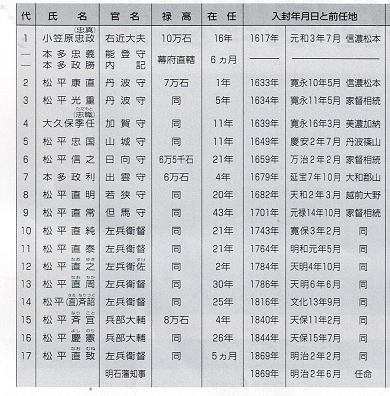 代 氏名 官名 祿高 在任 入封年月日と前任地
(忠真)
1 小笠原忠政 右近大夫 10万石 16年 1617年 元和3年7月 信濃松本
― 本多忠義 能登守 幕府直轄 6ヵ月
― 本多政勝 内記
2 松平康直 丹波守 7万石 1年 1633年 寛永10年5月 信濃松本
3 松平光重 丹波守 同 5年 1634年 寛永11年5月 家督相続
(忠職)
4 大久保季任 加賀守 同 11年 1639年 寛永16年3月 美濃加納
5 松平忠国 山城守 同 11年 1649年 慶安2年7月 丹波篠山
6 松平信之 日向守 6万5千石 21年 1659年 万治2年2月 家督相続
7 本多政利 出雲守 6万石 4年 1679年 延宝7年10月 大和郡山
8 松平直明 若狭守 同 20年 1682年 天和2年3月 越前大野
9 松平直常 但馬守 同 43年 1701年 元禄14年10月 家督相続
10 松平直純 左兵衛督 同 21年 1743年 寛保3年2月 同
11 松平直泰 左兵衛督 同 21年 1764年 明和元年5月 同
12 松平直之 左兵衛佐 同 2年 1784年 天明4年10月 同
13 松平直周 左兵衛督 同 30年 1786年 天明6年6月 同
14 松平(直)斉韶 左兵衛督 同 25年 1816年 文化13年9月 同
15 松平斉宜 兵部大輔 8万石 4年 1840年 天保11年2月 同
16 松平慶憲 兵部大輔 同 26年 1844年 天保15年7月 同
17 松平直致 左兵衛督 同 5ヵ月 1869年 明治2年2月 同
明石藩知事 1869年 明治2年6月 任命